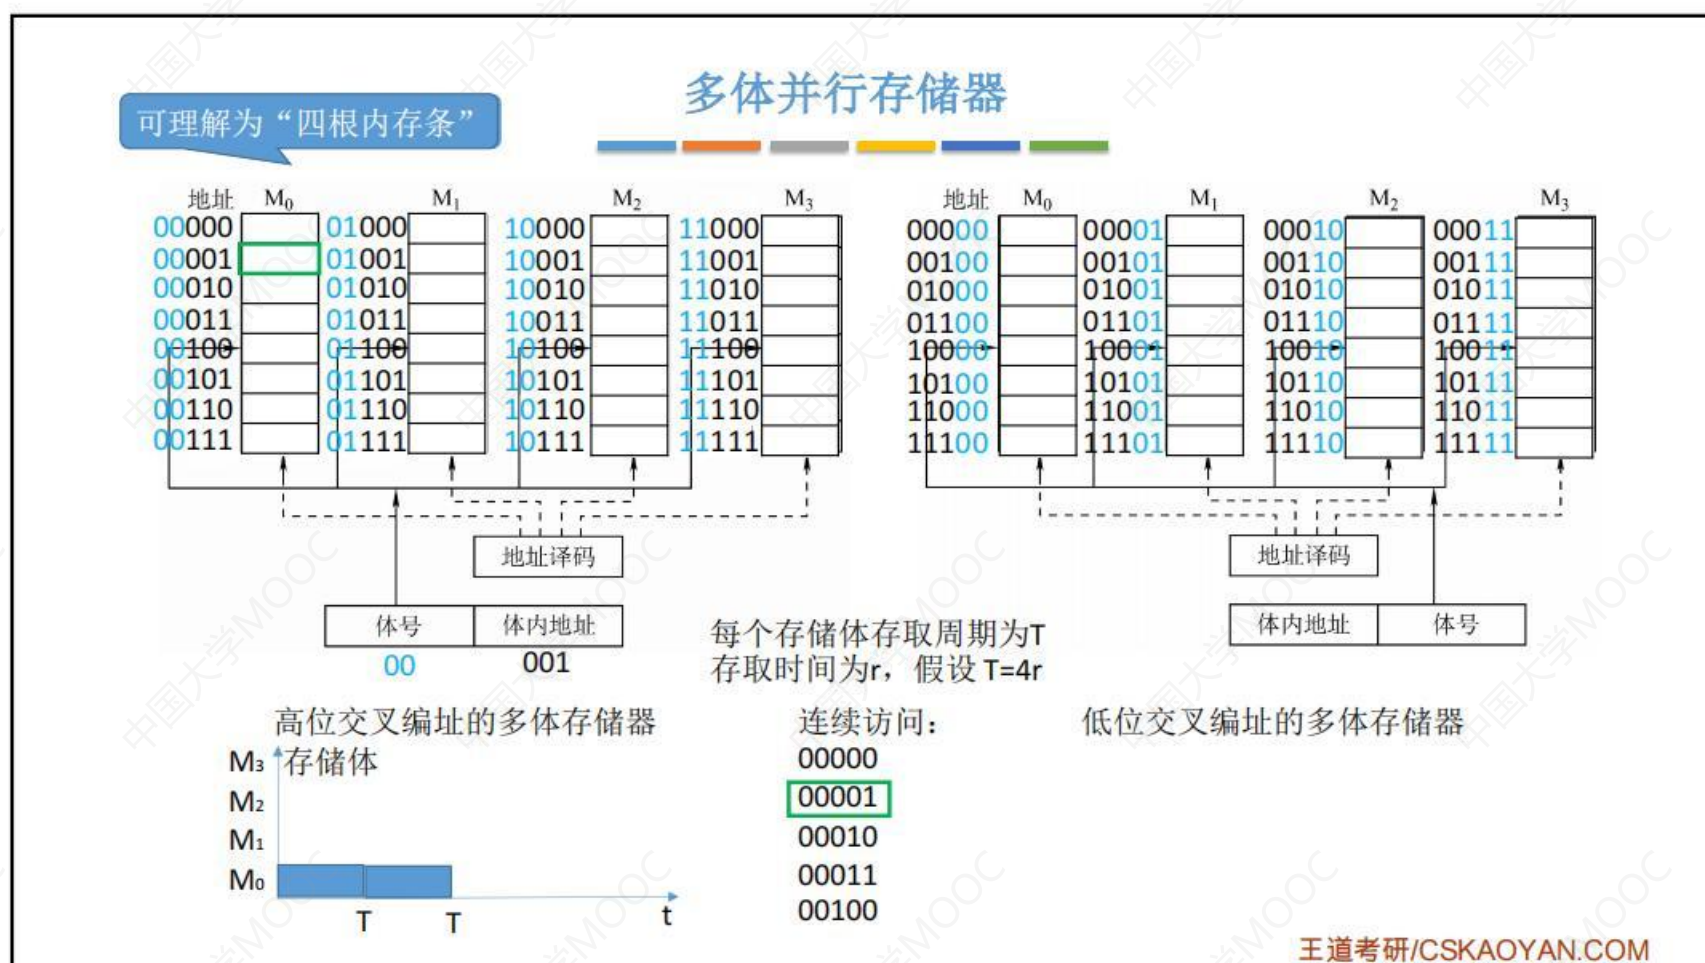 多体并行存储器
可理解为“四根内存条”
地址 M₀ M₁ M₂ M₃
00000 01000 10000 11000
00001 01001 10001 11001
00010 01010 10010 11010
00011 01011 10011 11011
00100 01100 10100 11100
00101 01101 10101 11101
00110 01110 10110 11110
00111 01111 10111 11111
地址译码
体号 体内地址
00 001
高位交叉编址的多体存储器
地址 M₀ M₁ M₂ M₃
00000 00001 00010 00011
00100 00101 00110 00111
01000 01001 01010 01011
01100 01101 01110 01111
10000 10001 10010 10011
10100 10101 10110 10111
11000 11001 11010 11011
11100 11101 11110 11111
地址译码
体内地址 体号
低位交叉编址的多体存储器
每个存储体存取周期为T
存取时间为r，假设 T=4r
连续访问：
00000
00001
00010
00011
00100
存储体
M₃
M₂
M₁
M₀
T T t
王道考研/CSKAOYAN.COM
中国大学MOOC